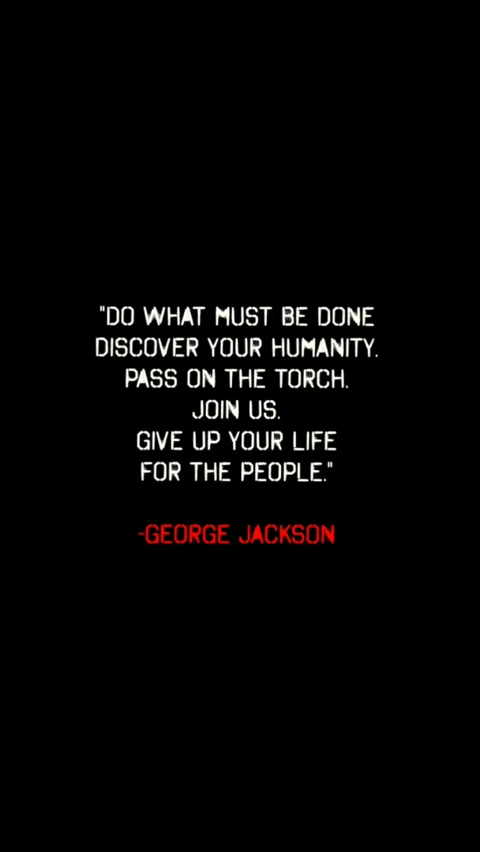 "DO WHAT MUST BE DONE
DISCOVER YOUR HUMANITY.
PASS ON THE TORCH.
JOIN US.
GIVE UP YOUR LIFE
FOR THE PEOPLE."
-GEORGE JACKSON